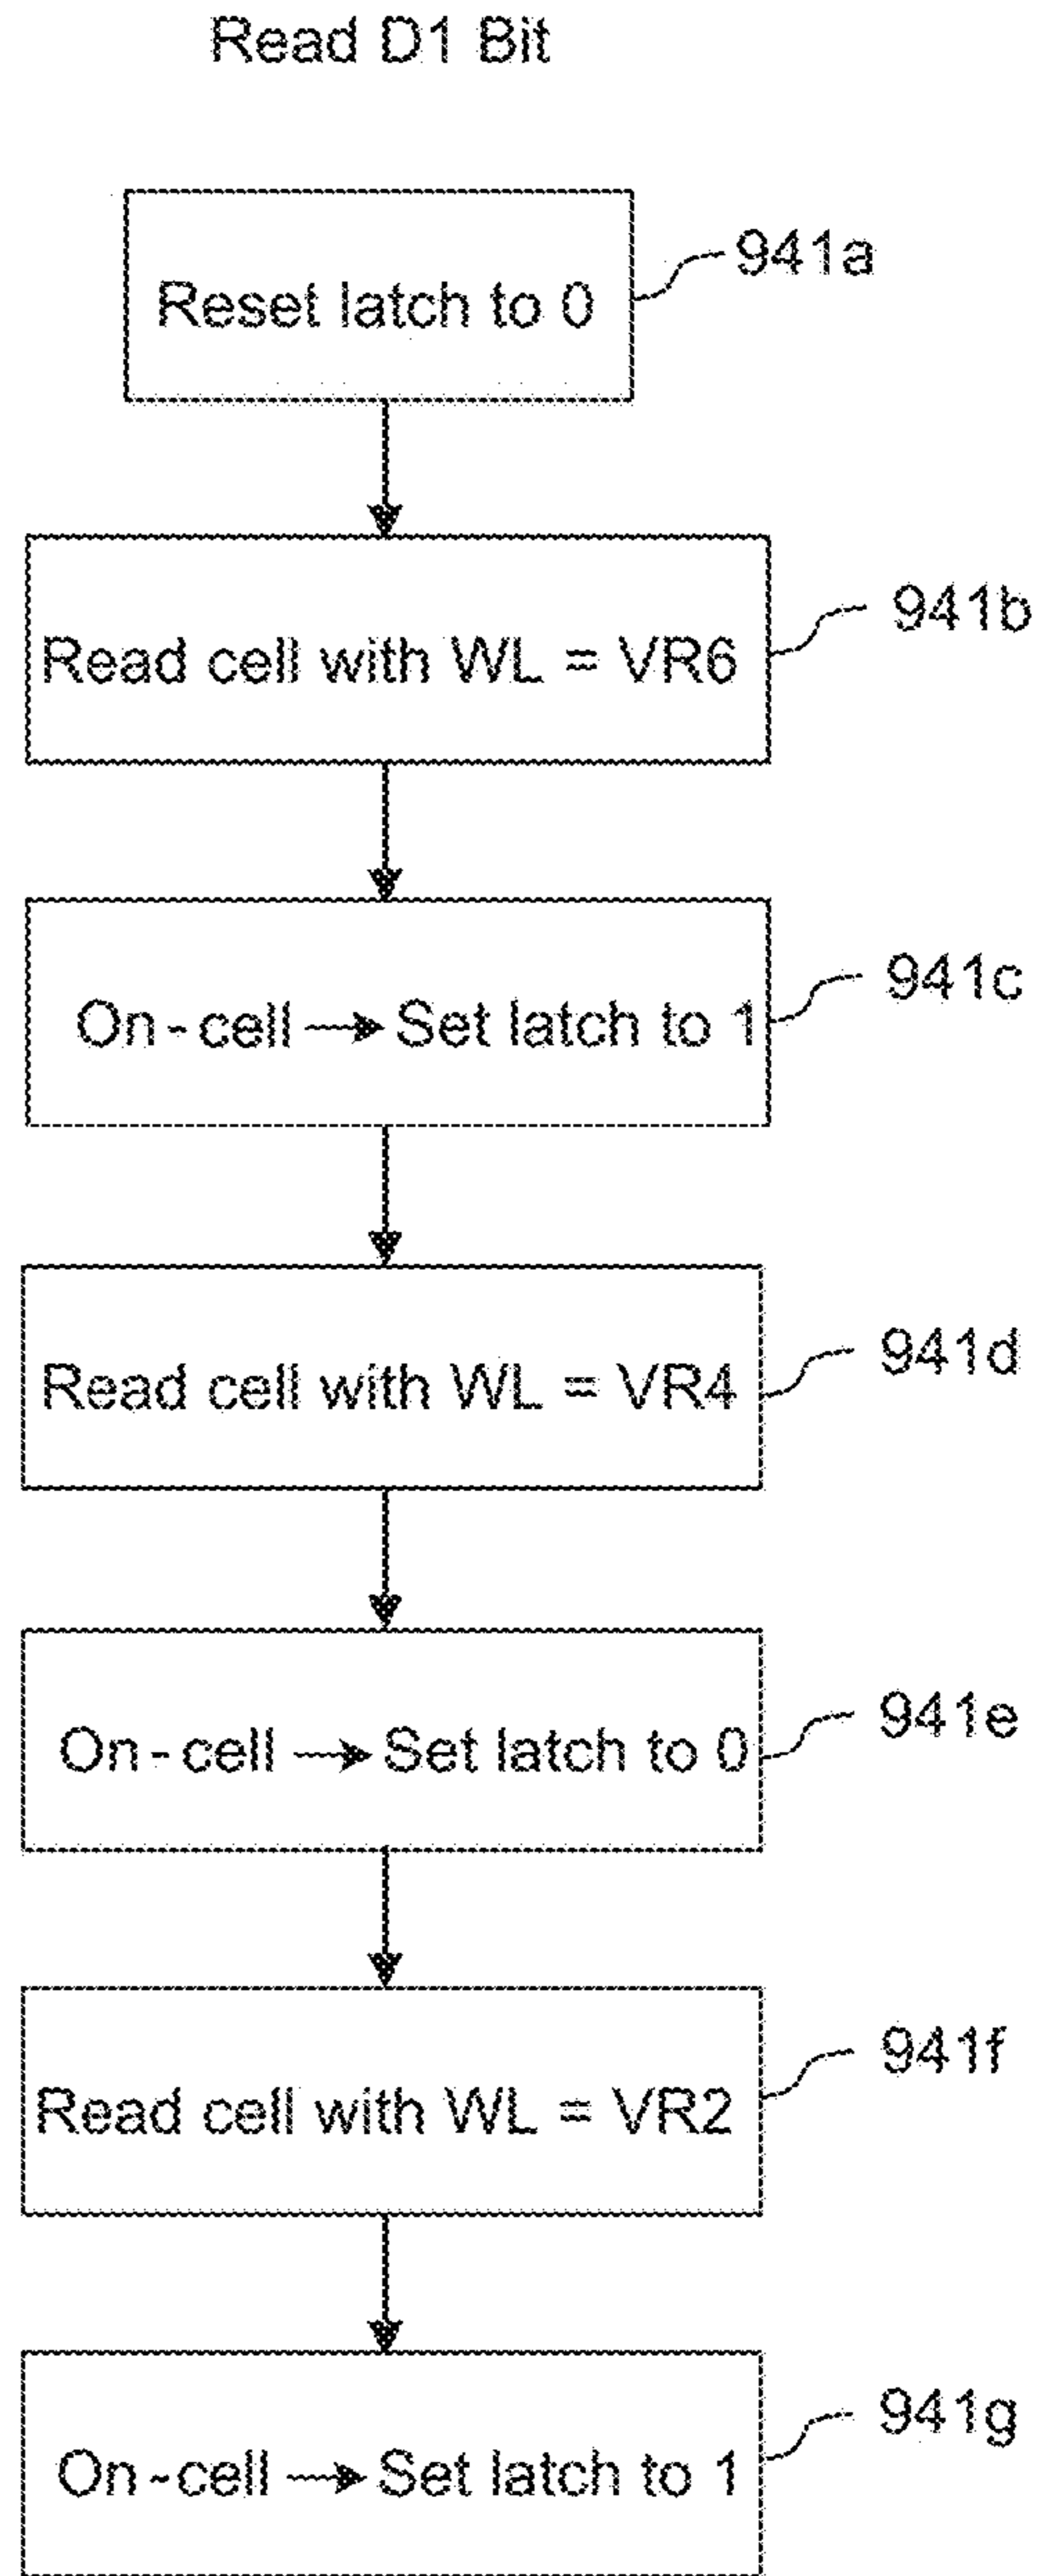 Read D1 Bit
Reset latch to 0
941a
Read cell with WL = VR6
941b
On-cell → Set latch to 1
941c
Read cell with WL = VR4
941d
On-cell → Set latch to 0
941e
Read cell with WL = VR2
941f
On-cell → Set latch to 1
941g